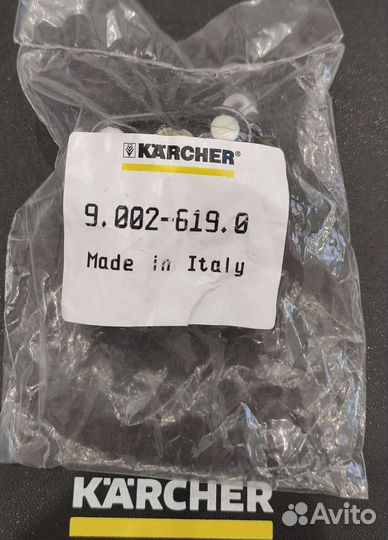 KÄRCHER®
9.002-619.0
Made in Italy
KÄRCHER
Avito